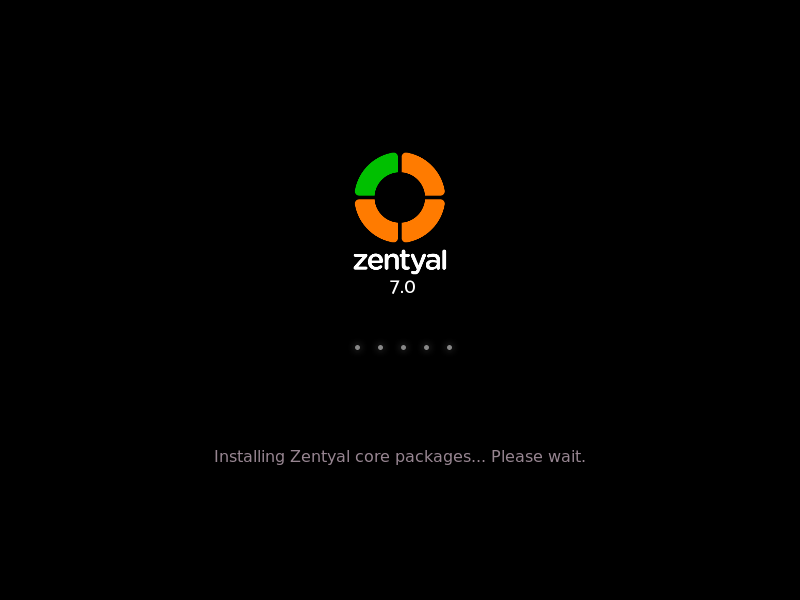 zentyal
7.0
Installing Zentyal core packages... Please wait.